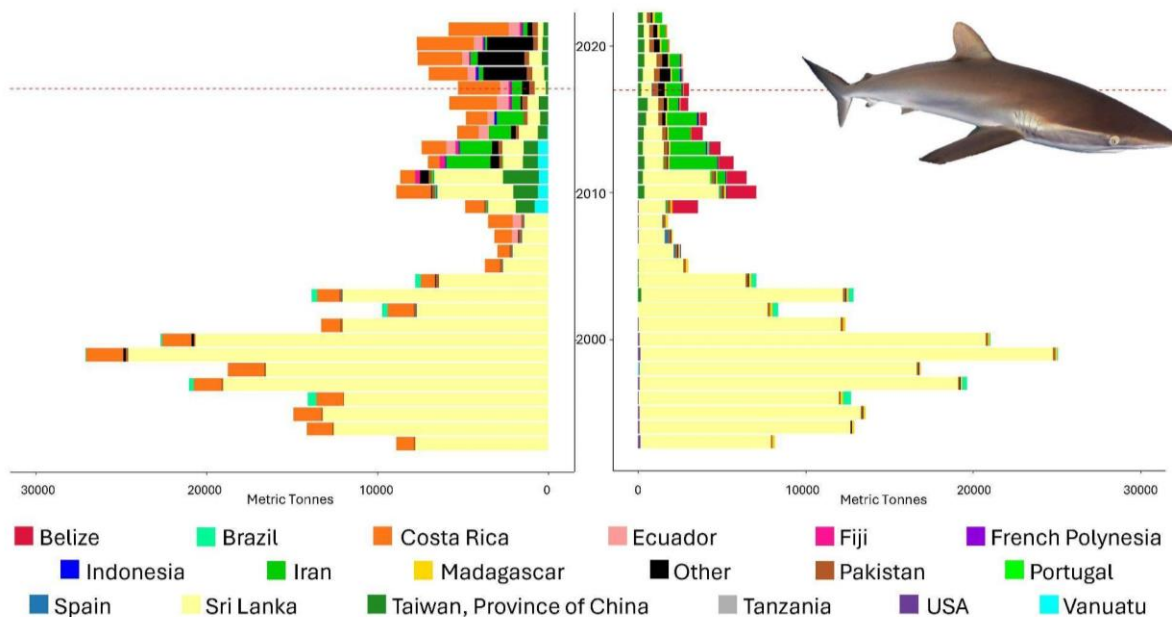 2020
2010
2000
30000 20000 10000 0
0 10000 20000 30000
Metric Tonnes Metric Tonnes
Belize Brazil Costa Rica Ecuador Fiji French Polynesia
Indonesia Iran Madagascar Other Pakistan Portugal
Spain Sri Lanka Taiwan, Province of China Tanzania USA Vanuatu